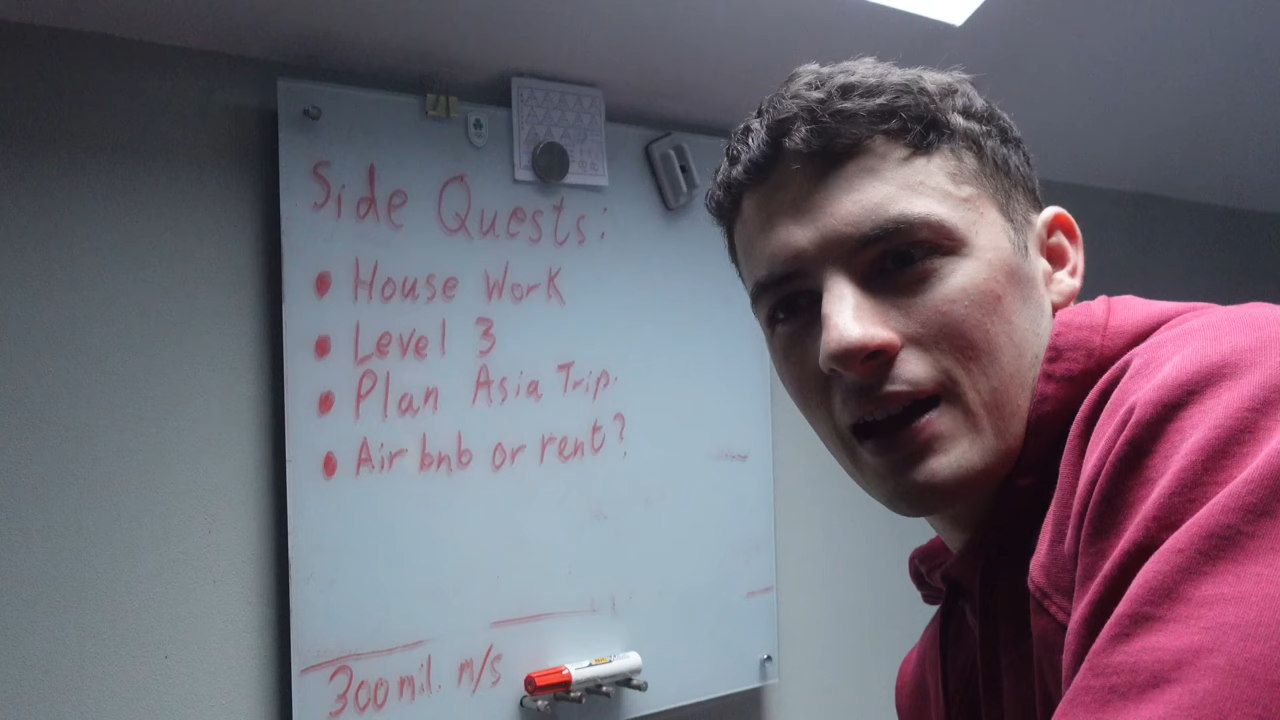 Side Quests:
• House Work
• Level 3
• Plan Asia Trip.
• Air bnb or rent?
300 mil. m/s